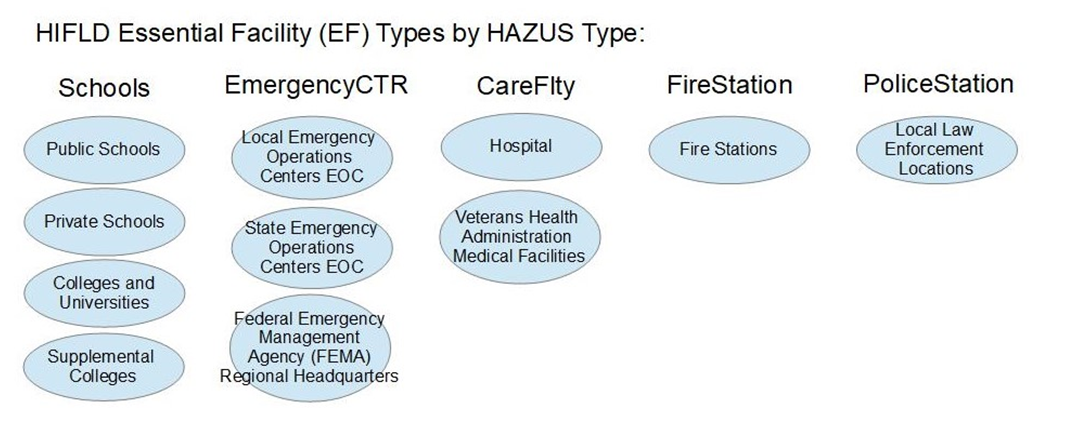 HIFLD Essential Facility (EF) Types by HAZUS Type:
Schools
Public Schools
Private Schools
Colleges and
Universities
Supplemental
Colleges
EmergencyCTR
Local Emergency
Operations
Centers EOC
State Emergency
Operations
Centers EOC
Federal Emergency
Management
Agency (FEMA)
Regional Headquarters
CareFlty
Hospital
Veterans Health
Administration
Medical Facilities
FireStation
Fire Stations
PoliceStation
Local Law
Enforcement
Locations